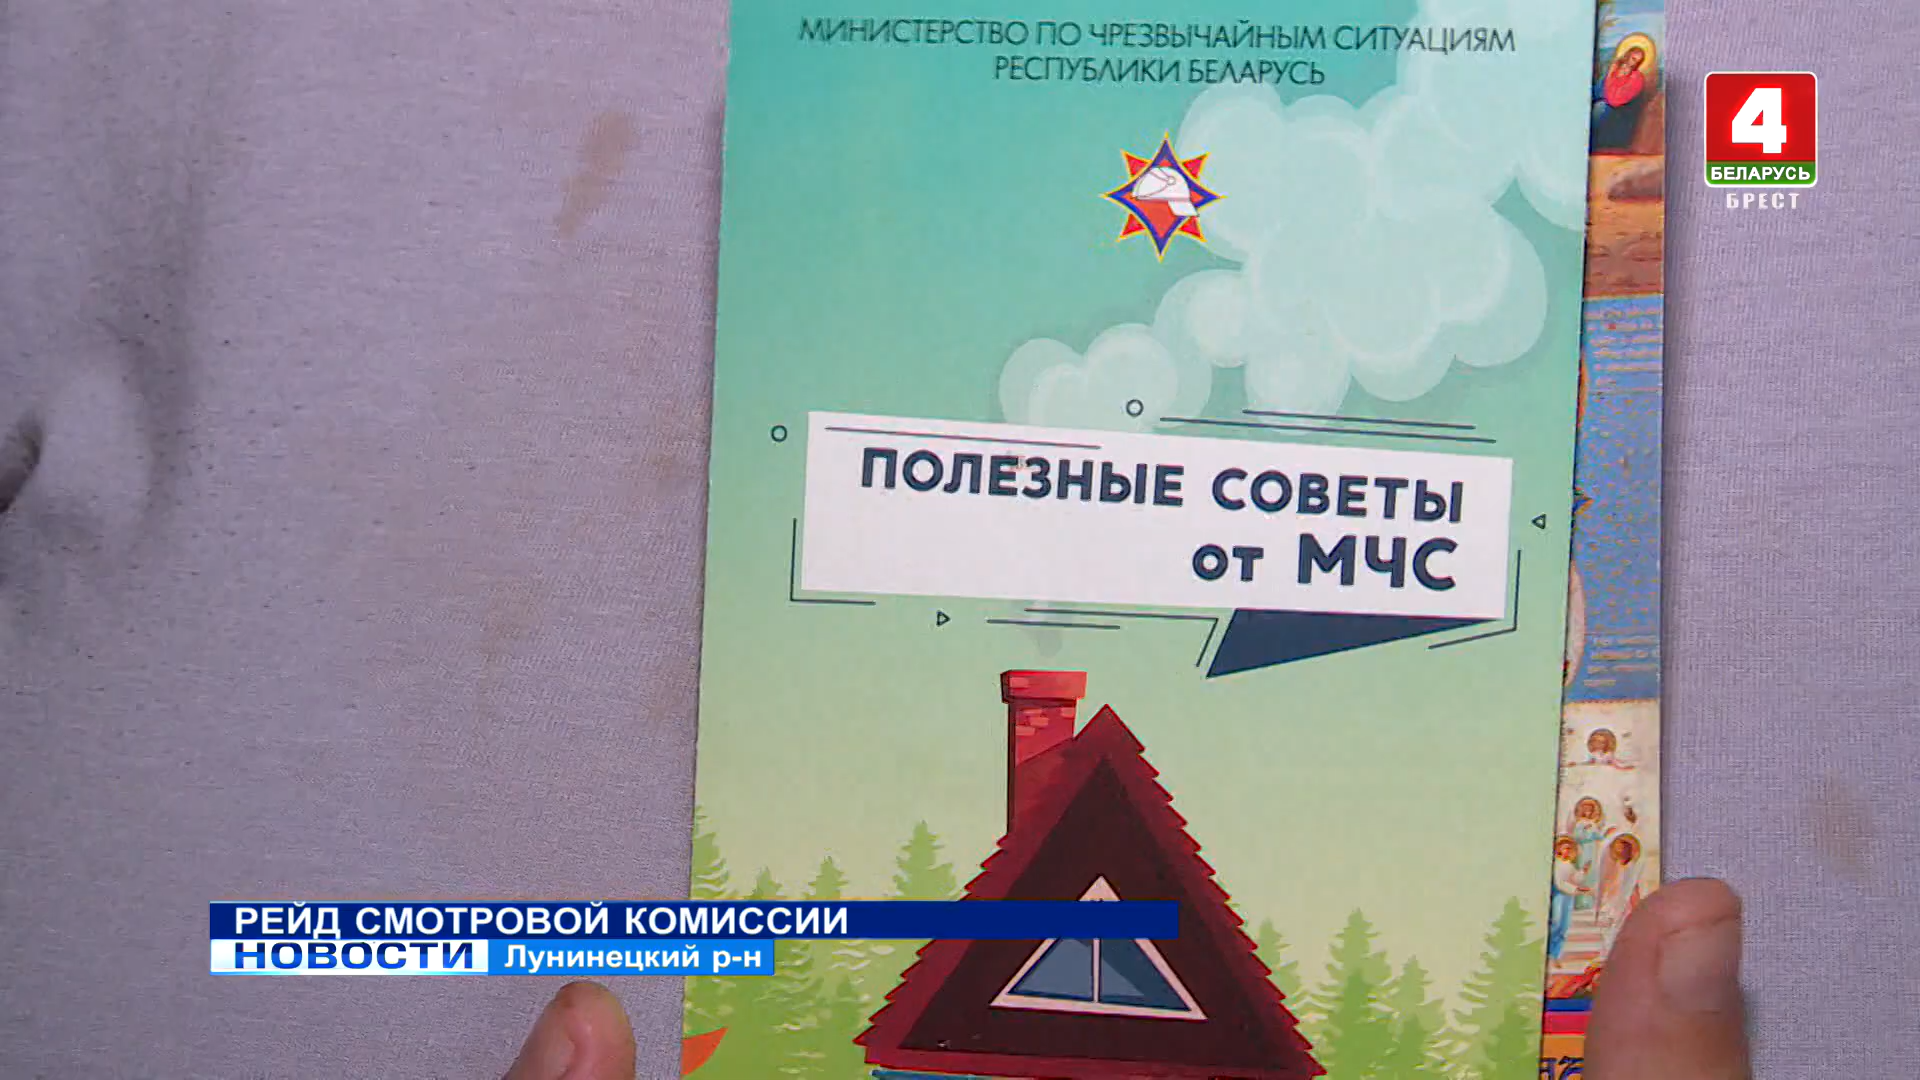 МИНИСТЕРСТВО ПО ЧРЕЗВЫЧАЙНЫМ СИТУАЦИЯМ
РЕСПУБЛИКИ БЕЛАРУСЬ
4
БЕЛАРУСЬ
БРЕСТ
ПОЛЕЗНЫЕ СОВЕТЫ
от МЧС
РЕЙД СМОТРОВОЙ КОМИССИИ
НОВОСТИ
Лунинецкий р-н